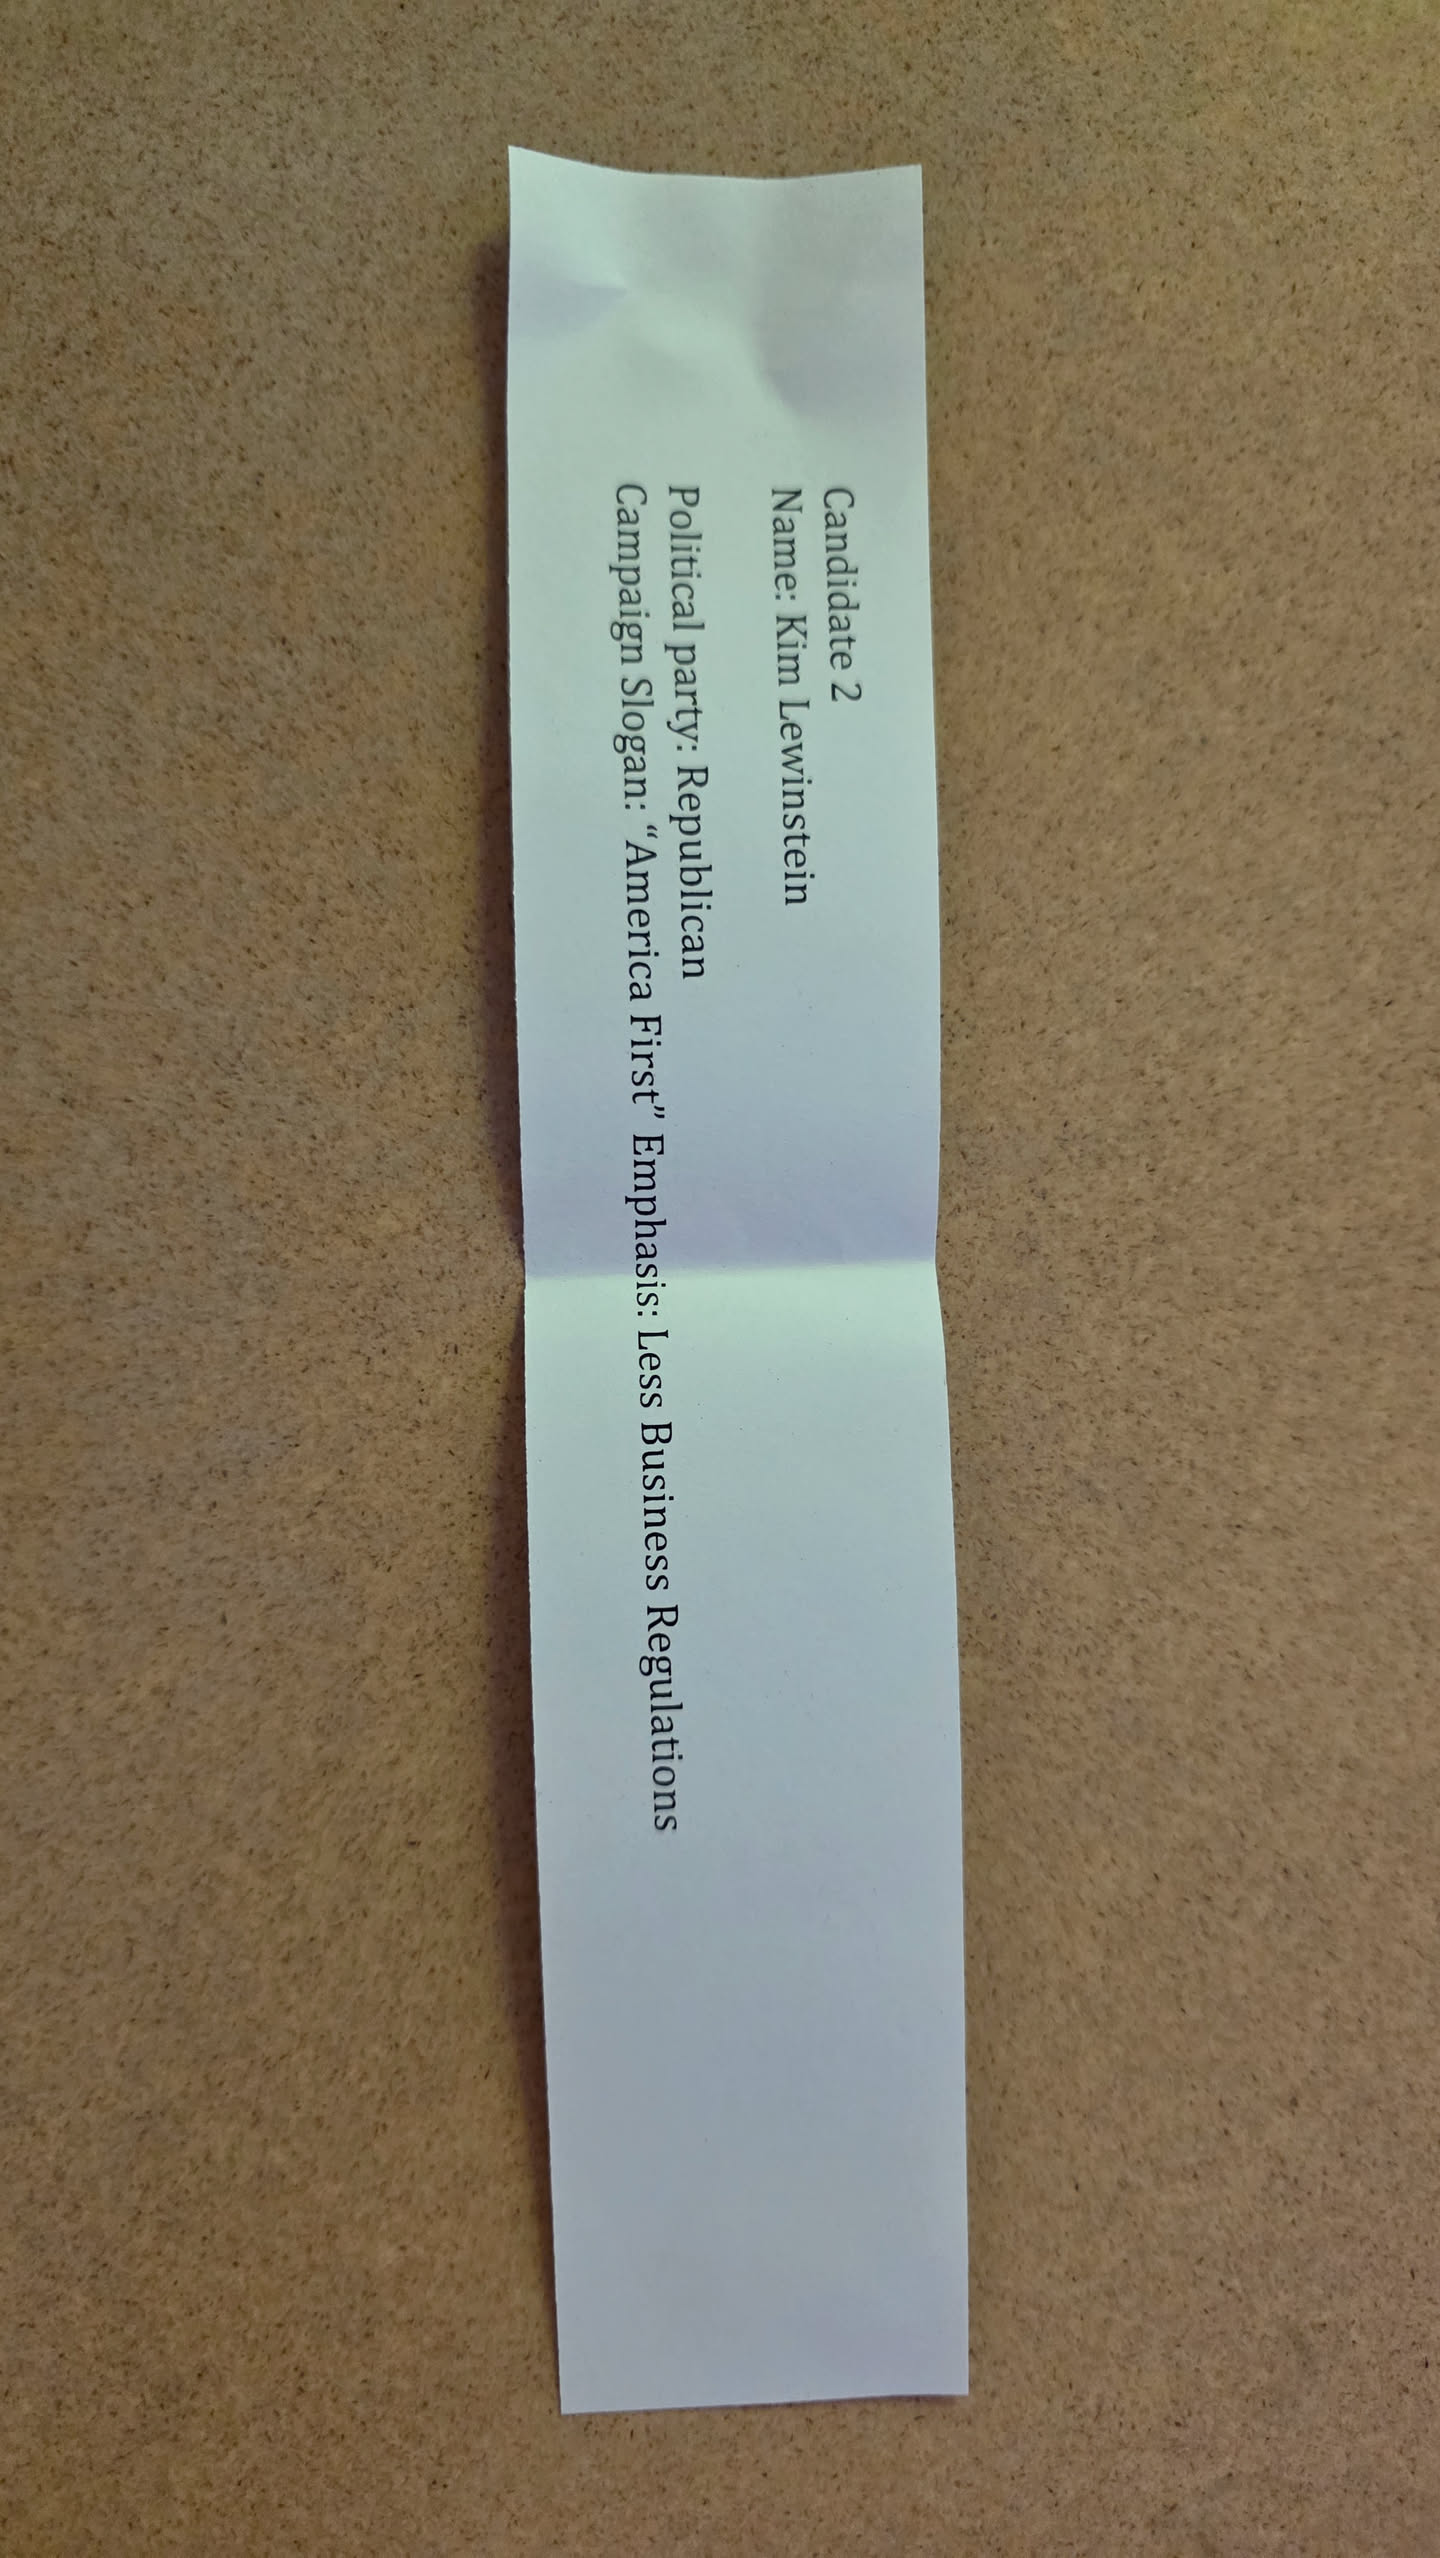 Candidate 2
Name: Kim Lewinstein
Political party: Republican
Campaign Slogan: “America First” Emphasis: Less Business Regulations